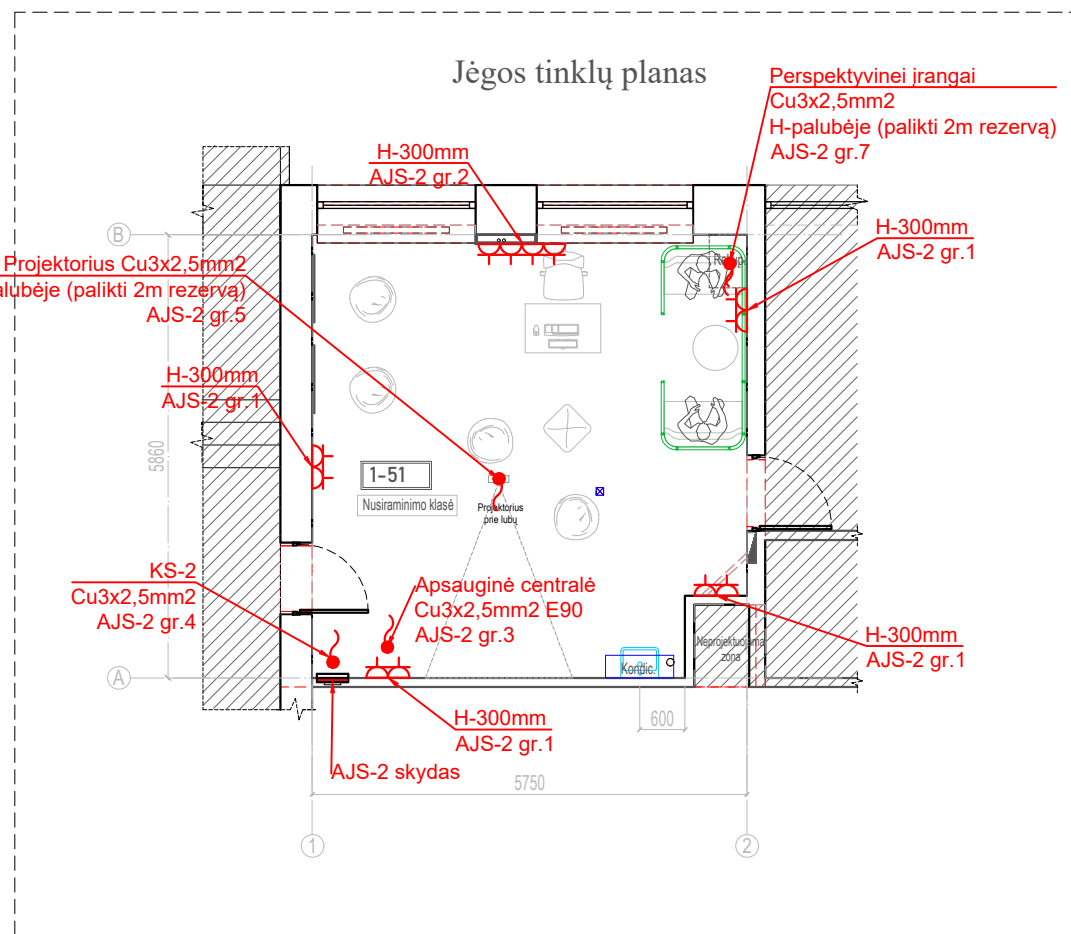 Jėgos tinklų planas
Perspektyvinei įrangai
Cu3x2,5mm2
H-palubėje (palikti 2m rezervą)
AJS-2 gr.7
H-300mm
AJS-2 gr.2
H-300mm
AJS-2 gr.1
B
Projektorius Cu3x2,5mm2
alubėje (palikti 2m rezervą)
AJS-2 gr.5
H-300mm
AJS-2 gr.1
5860
1-51
Nusiraminimo klasė
Projektorius
prie lubų
KS-2
Cu3x2,5mm2
AJS-2 gr.4
Apsauginė centralė
Cu3x2,5mm2 E90
AJS-2 gr.3
Neprojektuojama
zona
H-300mm
AJS-2 gr.1
Kondic.
A
H-300mm
AJS-2 gr.1
600
AJS-2 skydas
5750
1
2